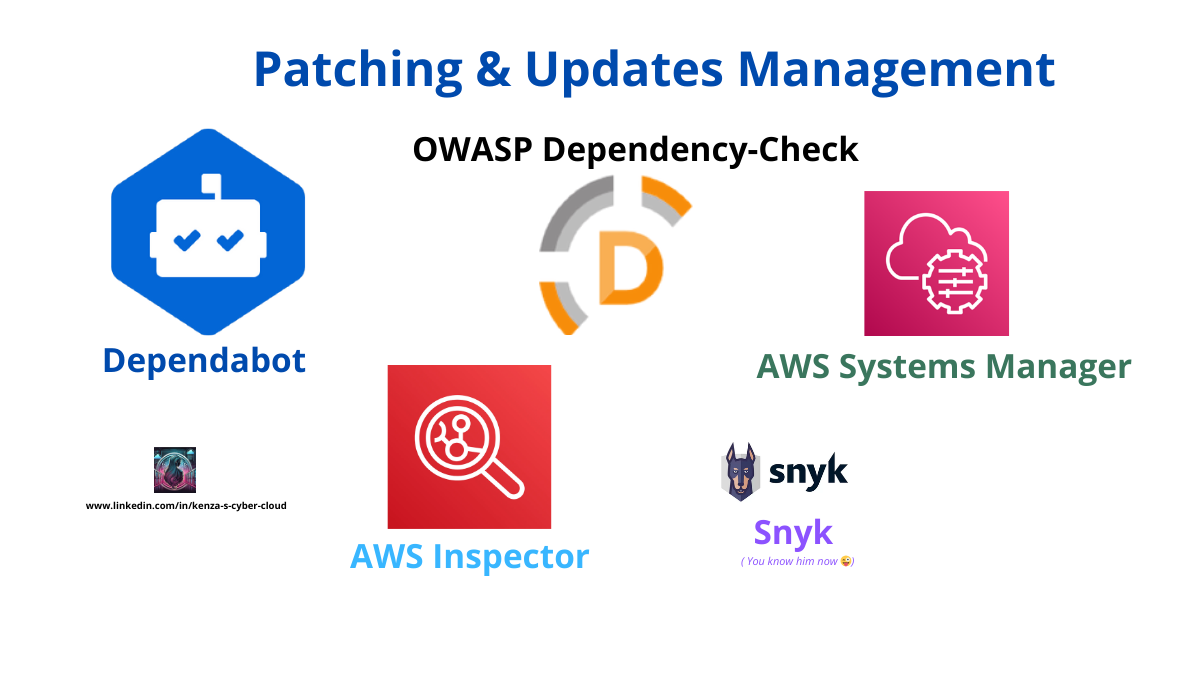 Patching & Updates Management
OWASP Dependency-Check
D
Dependabot
AWS Systems Manager
snyk
www.linkedin.com/in/kenza-s-cyber-cloud
Snyk
AWS Inspector
( You know him now 😜)